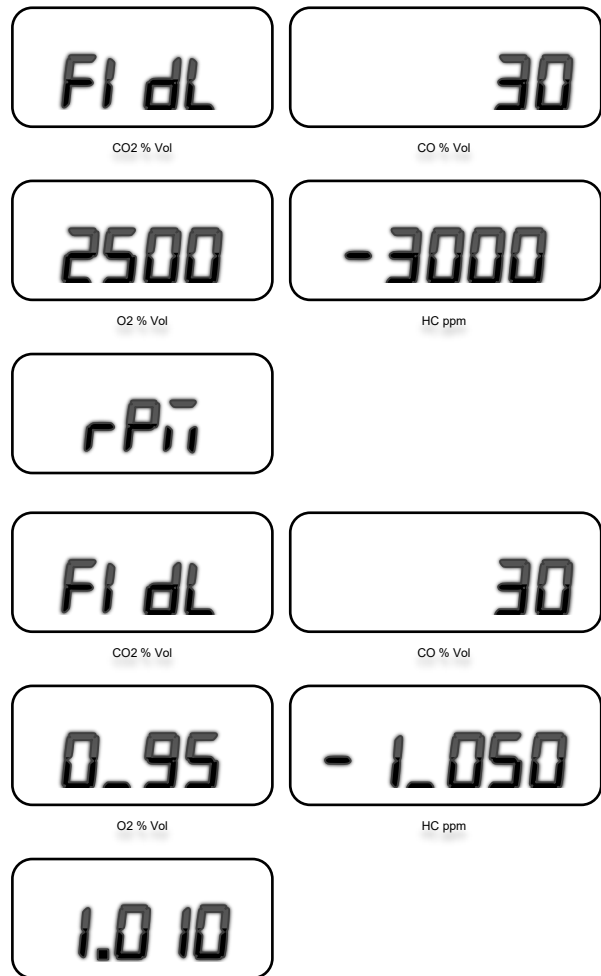 FI dL 30
CO2 % Vol CO % Vol
2500 -3000
O2 % Vol HC ppm
rPm
FI dL 30
CO2 % Vol CO % Vol
0_95 - 1_050
O2 % Vol HC ppm
1.010